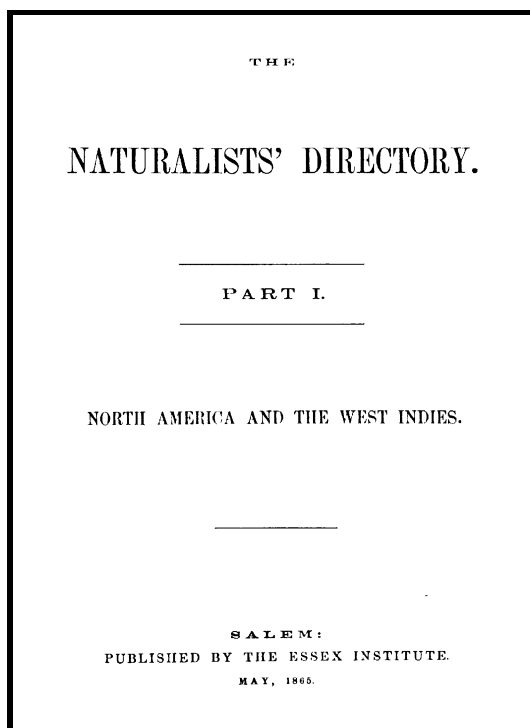 THE
NATURALISTS' DIRECTORY.
PART I.
NORTH AMERICA AND THE WEST INDIES.
SALEM:
PUBLISHED BY THE ESSEX INSTITUTE.
MAY, 1865.